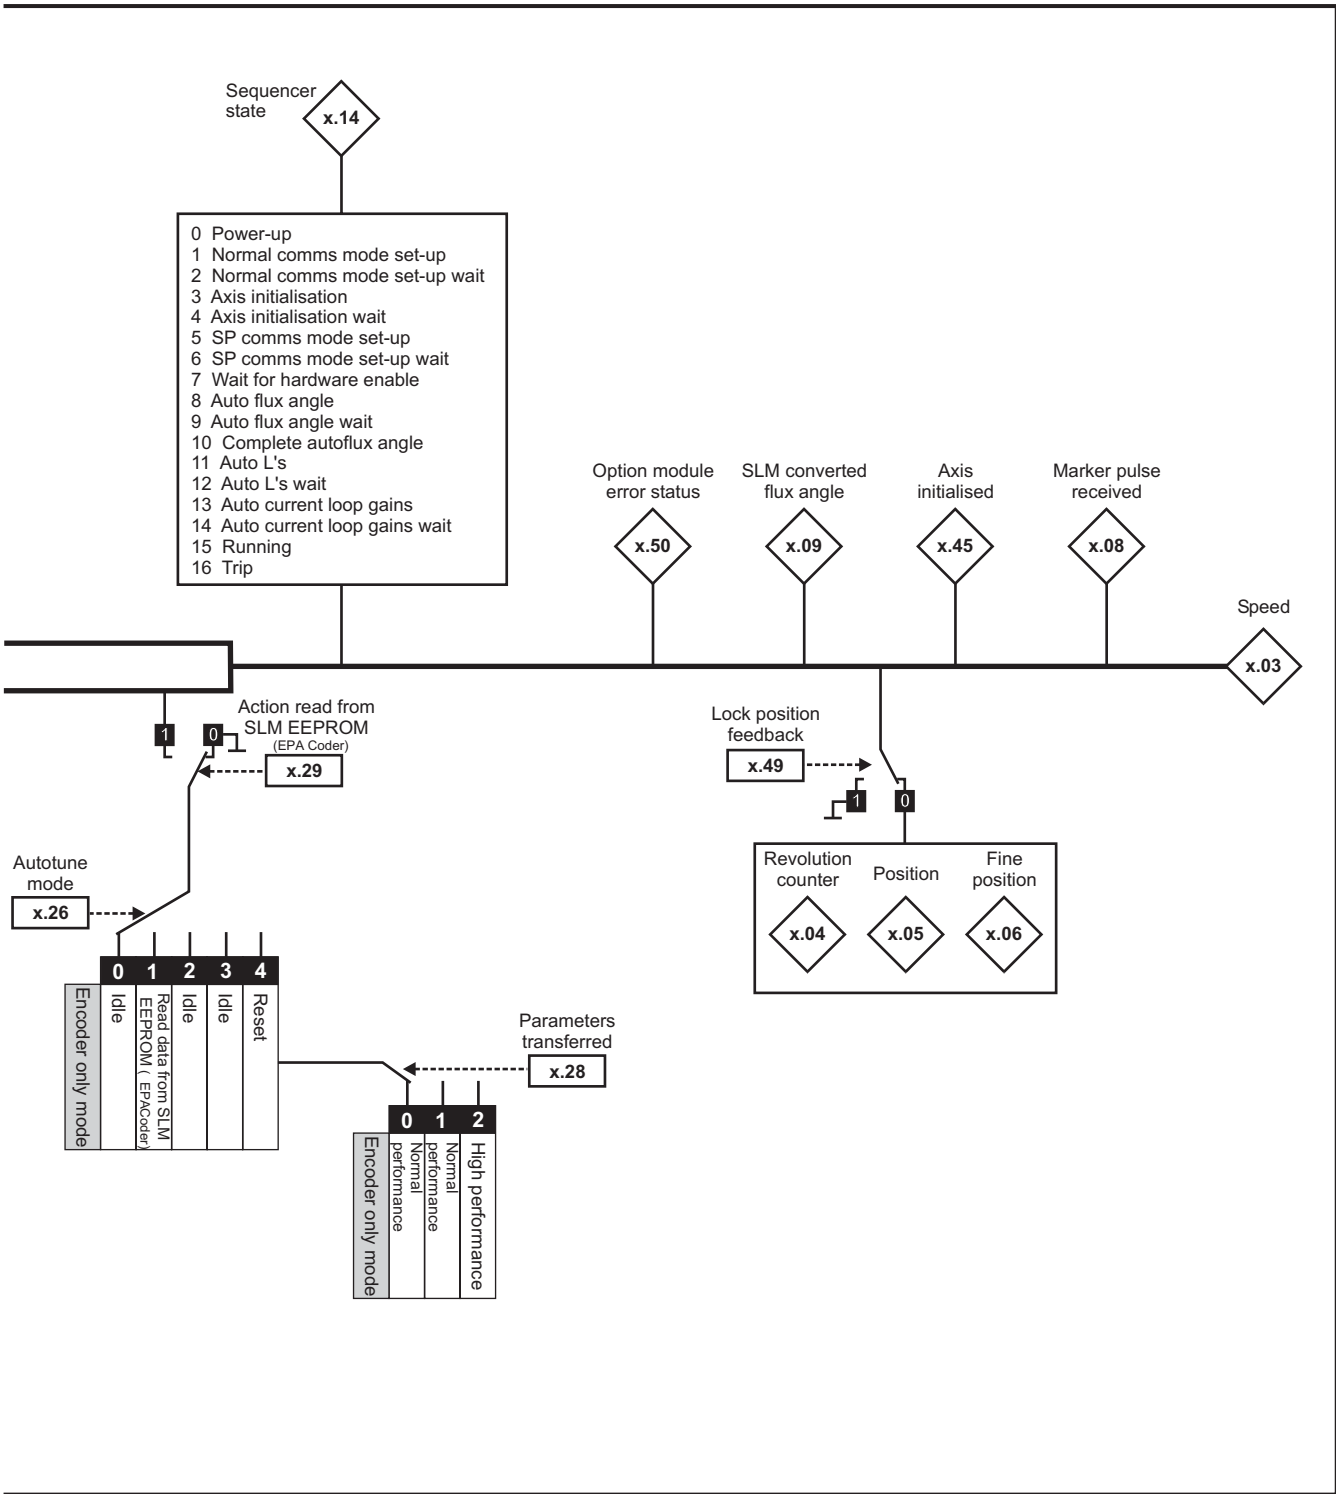 Sequencer
state
x.14
0 Power-up
1 Normal comms mode set-up
2 Normal comms mode set-up wait
3 Axis initialisation
4 Axis initialisation wait
5 SP comms mode set-up
6 SP comms mode set-up wait
7 Wait for hardware enable
8 Auto flux angle
9 Auto flux angle wait
10 Complete autoflux angle
11 Auto L's
12 Auto L's wait
13 Auto current loop gains
14 Auto current loop gains wait
15 Running
16 Trip
Option module
error status
x.50
SLM converted
flux angle
x.09
Axis
initialised
x.45
Marker pulse
received
x.08
Speed
x.03
1
0
Action read from
SLM EEPROM
(EPA Coder)
x.29
Lock position
feedback
x.49
1
0
Revolution
counter
x.04
Position
x.05
Fine
position
x.06
Autotune
mode
x.26
0 1 2 3 4
Encoder only mode
Idle
Read data from SLM
EEPROM ( EPACoder)
Idle
Idle
Reset
Parameters
transferred
x.28
0 1 2
Encoder only mode
Normal
performance
Normal
performance
High performance